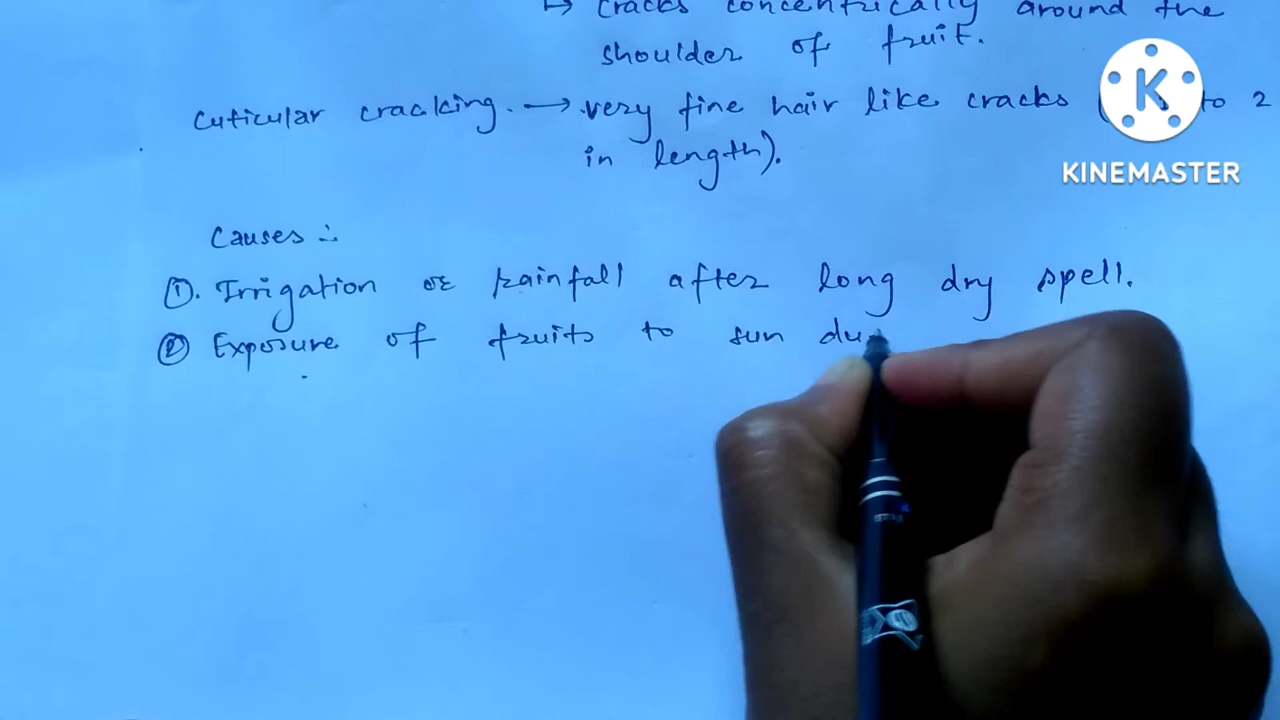 ↳ cracks concentrically around the
shoulder of fruit.
cuticular cracking. → very fine hair like cracks ( to 2
in length).
Causes :-
①. Irrigation or rainfall after long dry spell.
② Exposure of fruits to sun du
K
KINEMASTER